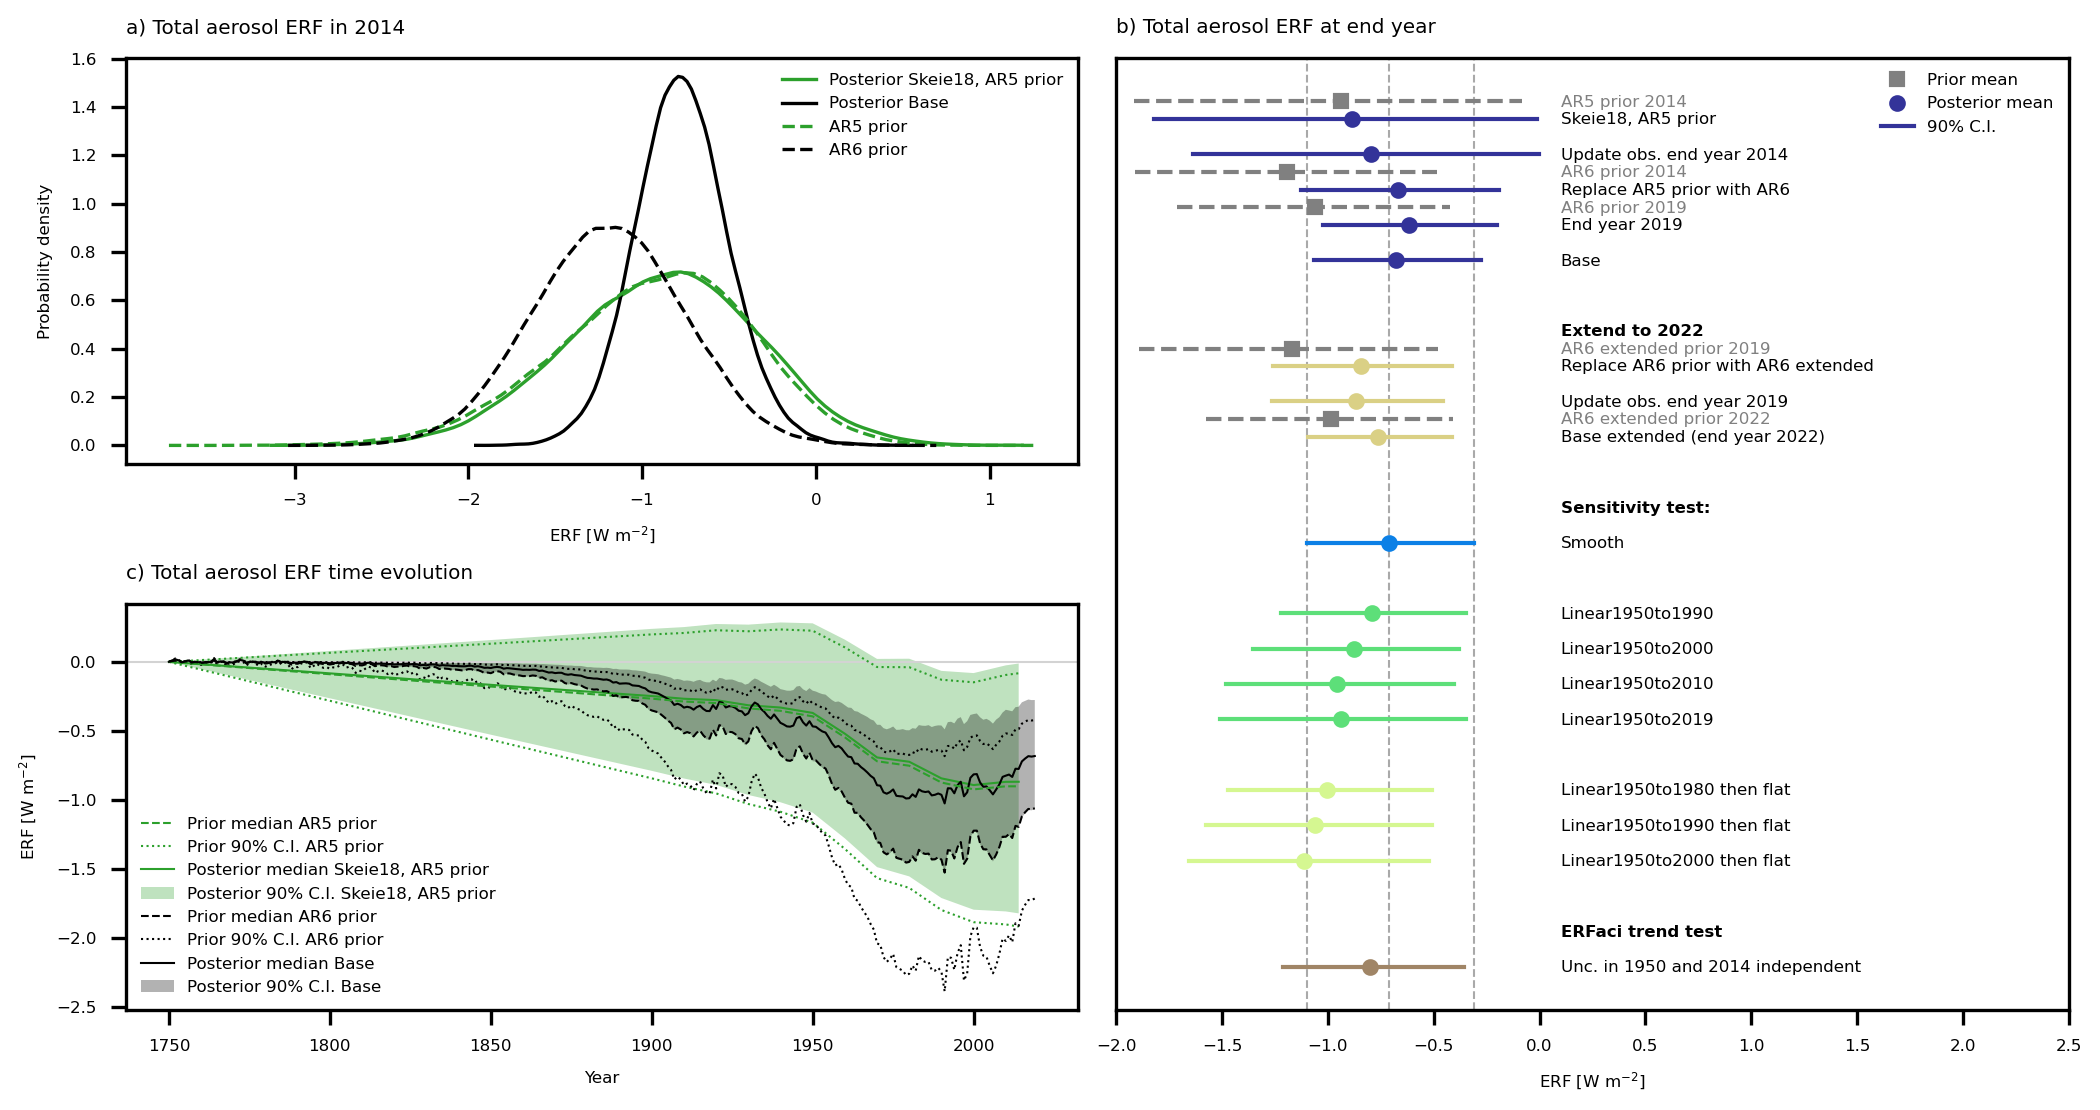 a) Total aerosol ERF in 2014
1.6
1.4
1.2
1.0
0.8
0.6
0.4
0.2
0.0
Probability density
Posterior Skeie18, AR5 prior
Posterior Base
AR5 prior
AR6 prior
−3
−2
−1
0
1
ERF [W m⁻²]
c) Total aerosol ERF time evolution
0.0
−0.5
−1.0
−1.5
−2.0
−2.5
ERF [W m⁻²]
Prior median AR5 prior
Prior 90% C.I. AR5 prior
Posterior median Skeie18, AR5 prior
Posterior 90% C.I. Skeie18, AR5 prior
Prior median AR6 prior
Prior 90% C.I. AR6 prior
Posterior median Base
Posterior 90% C.I. Base
1750
1800
1850
1900
1950
2000
Year
b) Total aerosol ERF at end year
Prior mean
Posterior mean
90% C.I.
AR5 prior 2014
Skeie18, AR5 prior
Update obs. end year 2014
AR6 prior 2014
Replace AR5 prior with AR6
AR6 prior 2019
End year 2019
Base
Extend to 2022
AR6 extended prior 2019
Replace AR6 prior with AR6 extended
Update obs. end year 2019
AR6 extended prior 2022
Base extended (end year 2022)
Sensitivity test:
Smooth
Linear1950to1990
Linear1950to2000
Linear1950to2010
Linear1950to2019
Linear1950to1980 then flat
Linear1950to1990 then flat
Linear1950to2000 then flat
ERFaci trend test
Unc. in 1950 and 2014 independent
−2.0
−1.5
−1.0
−0.5
0.0
0.5
1.0
1.5
2.0
2.5
ERF [W m⁻²]